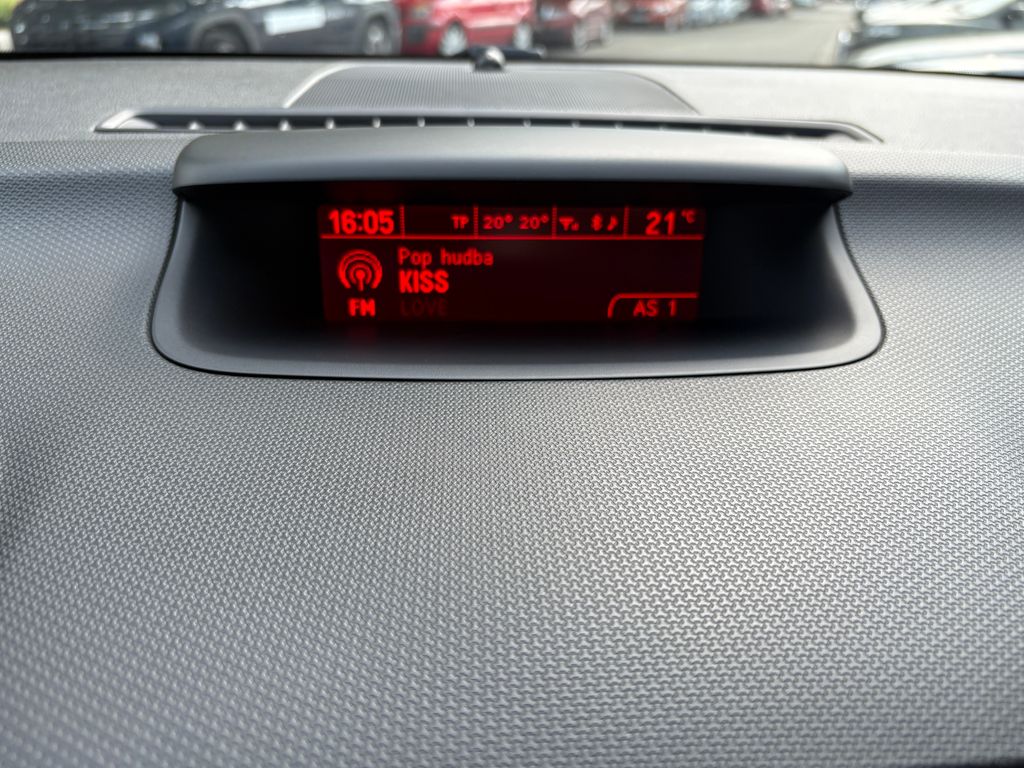 16:05 TP 20° 20° 21 °C
Pop hudba
KISS
FM LOVE AS 1